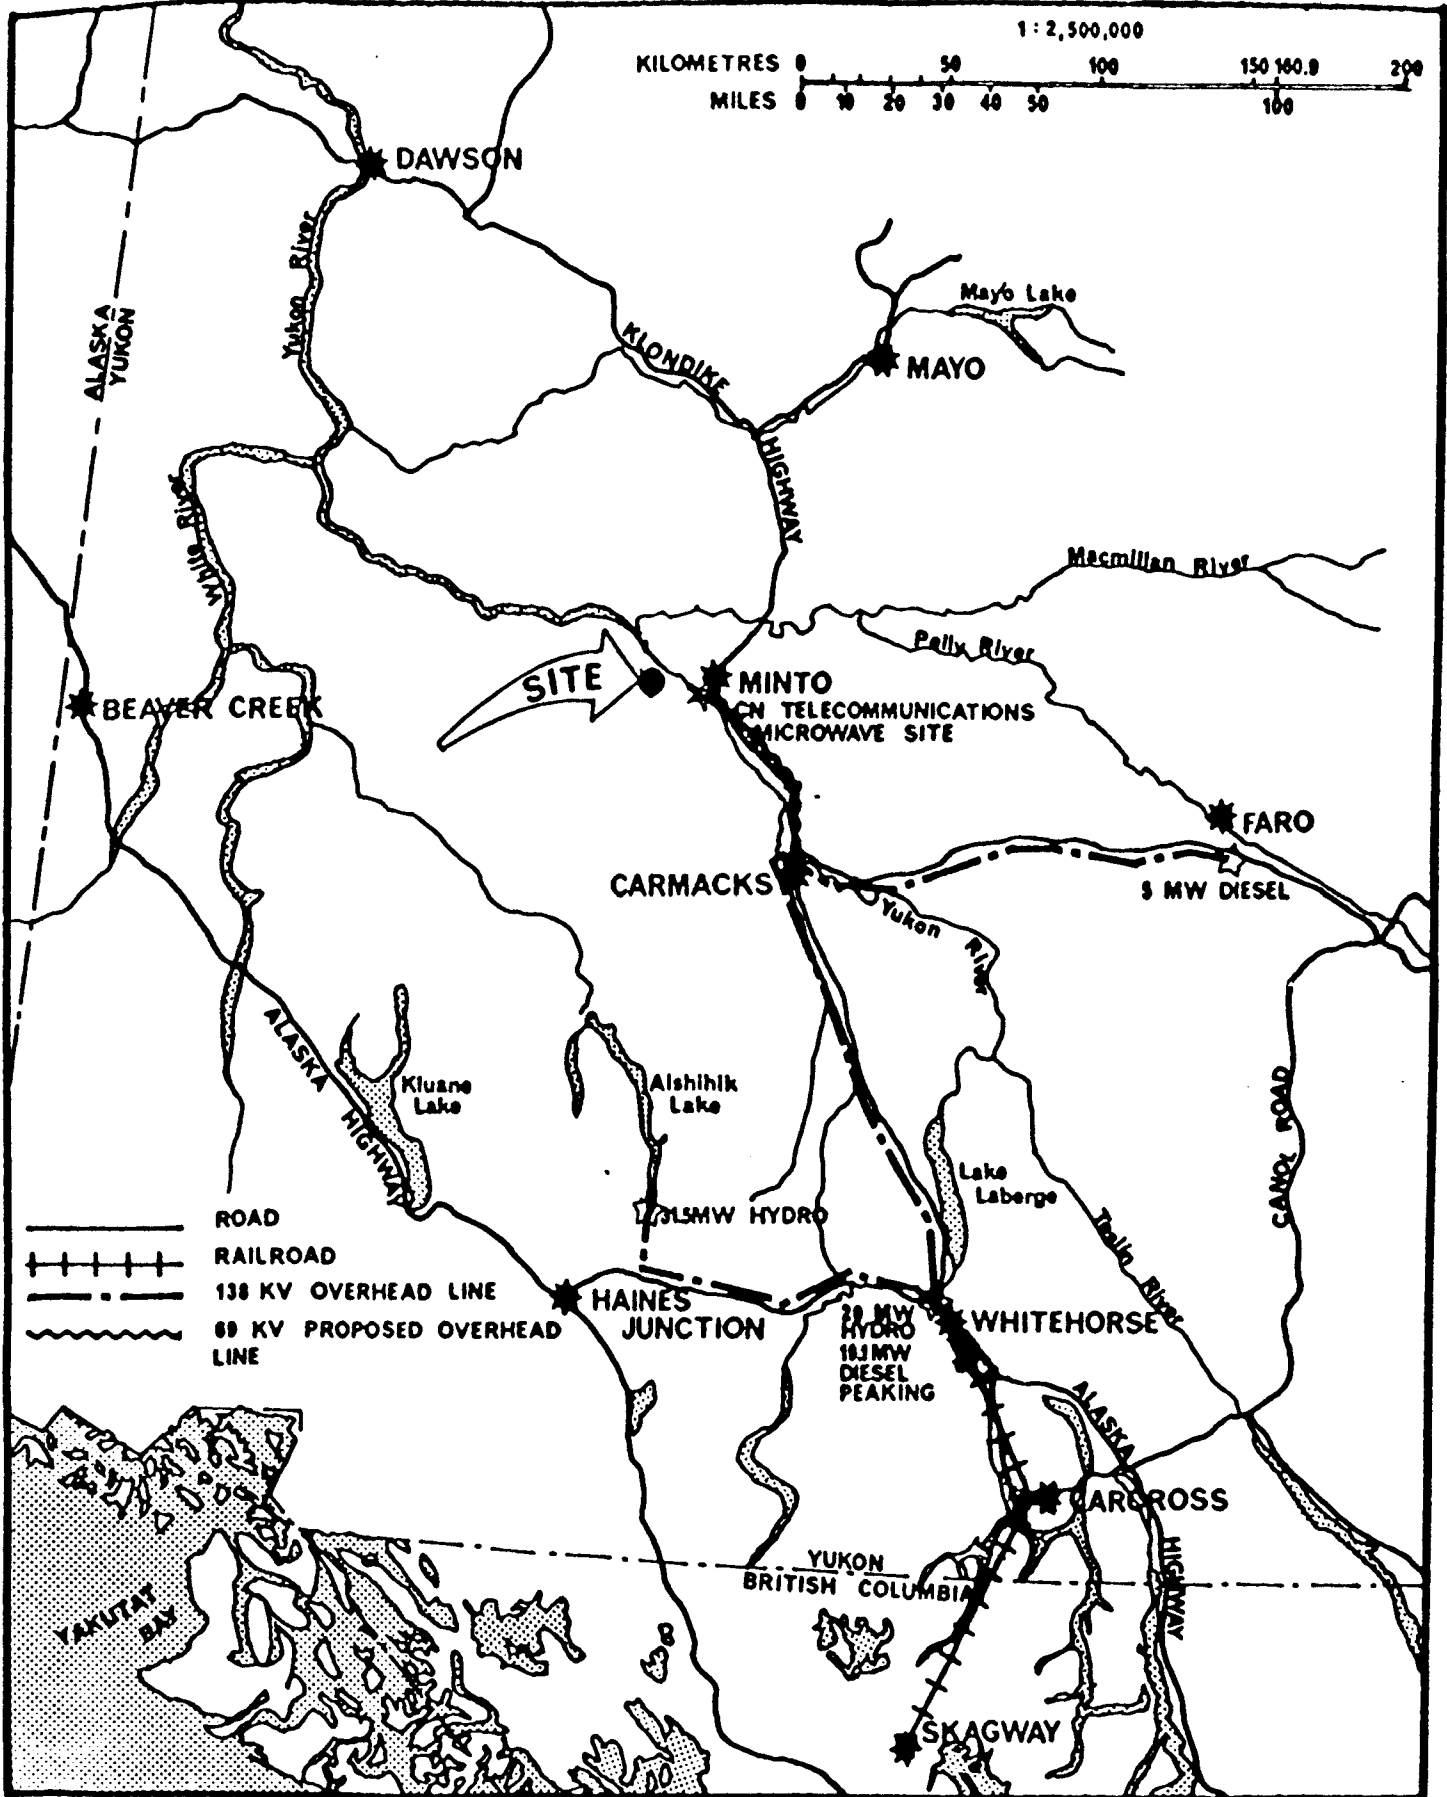 1 : 2,500,000
KILOMETRES 0 50 100 150 160.9 200
MILES 0 10 20 30 40 50 100
DAWSON
Yukon River
ALASKA
YUKON
Mayo Lake
KLONDIKE
MAYO
HIGHWAY
White River
Macmillan River
Pelly River
SITE
MINTO
CN TELECOMMUNICATIONS
MICROWAVE SITE
BEAVER CREEK
FARO
CARMACKS
5 MW DIESEL
Yukon River
ALASKA
HIGHWAY
Kluane
Lake
Aishihik
Lake
CANOL ROAD
Lake
Laberge
31.5MW HYDRO
Teslin River
ROAD
RAILROAD
138 KV OVERHEAD LINE
69 KV PROPOSED OVERHEAD
LINE
HAINES
JUNCTION
WHITEHORSE
HYDRO
DIESEL
PEAKING
ALASKA
CARCROSS
HIGHWAY
YUKON
BRITISH COLUMBIA
YAKUTAT
BAY
SKAGWAY